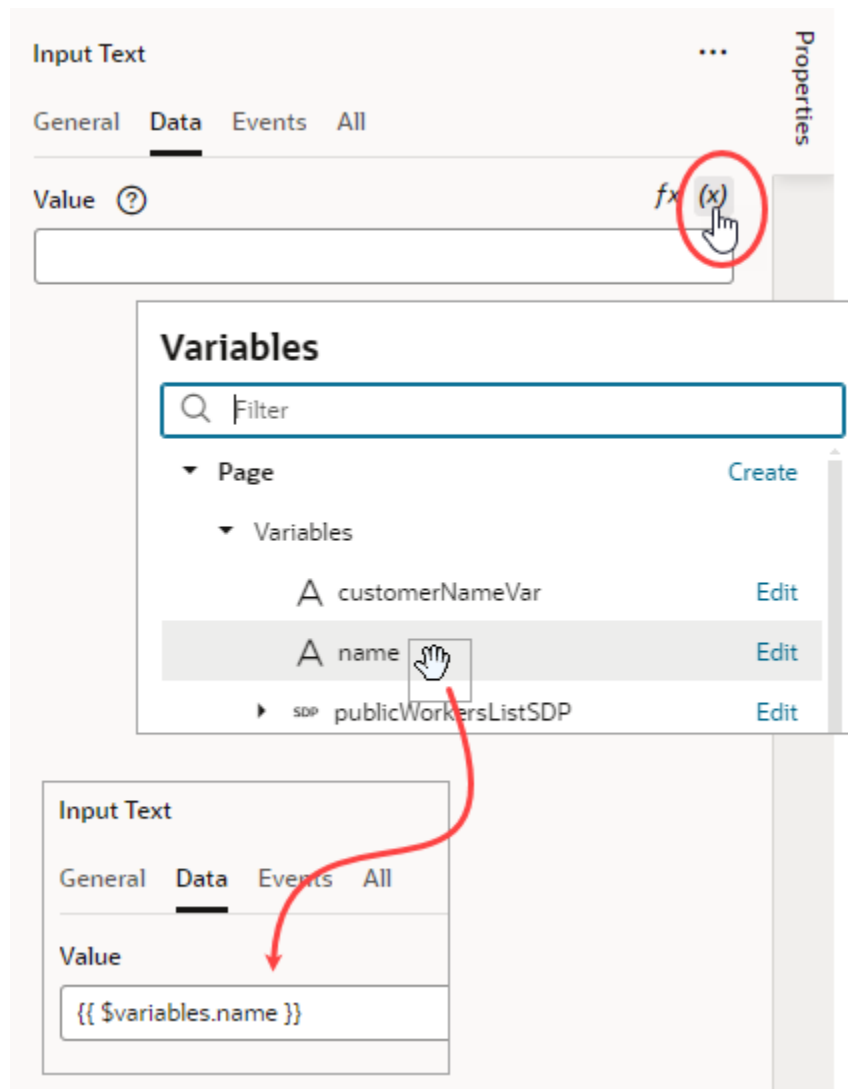 Input Text ...
Properties
General Data Events All
Value ? fx (x)
Variables
Filter
Page Create
Variables
A customerNameVar Edit
A name Edit
SDP publicWorkersListSDP Edit
Input Text
General Data Events All
Value
{{ $variables.name }}